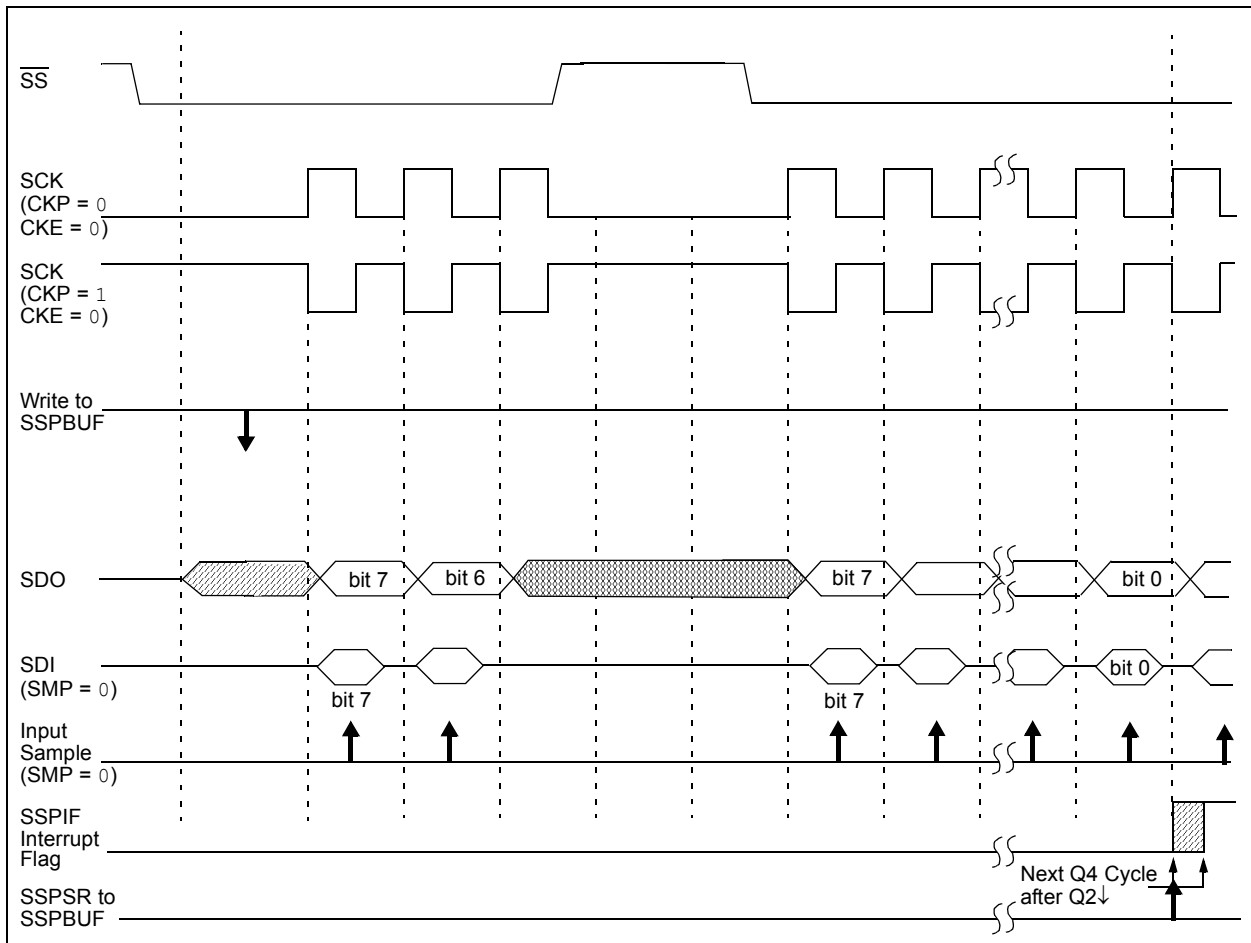 SS
SCK
(CKP = 0
CKE = 0)
SCK
(CKP = 1
CKE = 0)
Write to
SSPBUF
SDO
bit 7
bit 6
bit 7
bit 0
SDI
(SMP = 0)
bit 0
bit 7
bit 7
Input
Sample
(SMP = 0)
SSPIF
Interrupt
Flag
Next Q4 Cycle
after Q2↓
SSPSR to
SSPBUF